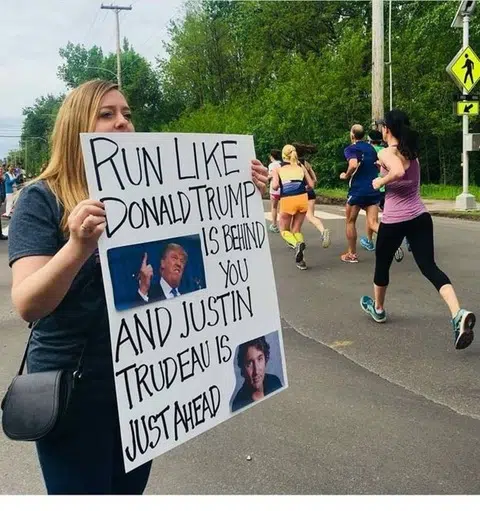 RUN LIKE
DONALD TRUMP
IS BEHIND
YOU
AND JUSTIN
TRUDEAU IS
JUST AHEAD